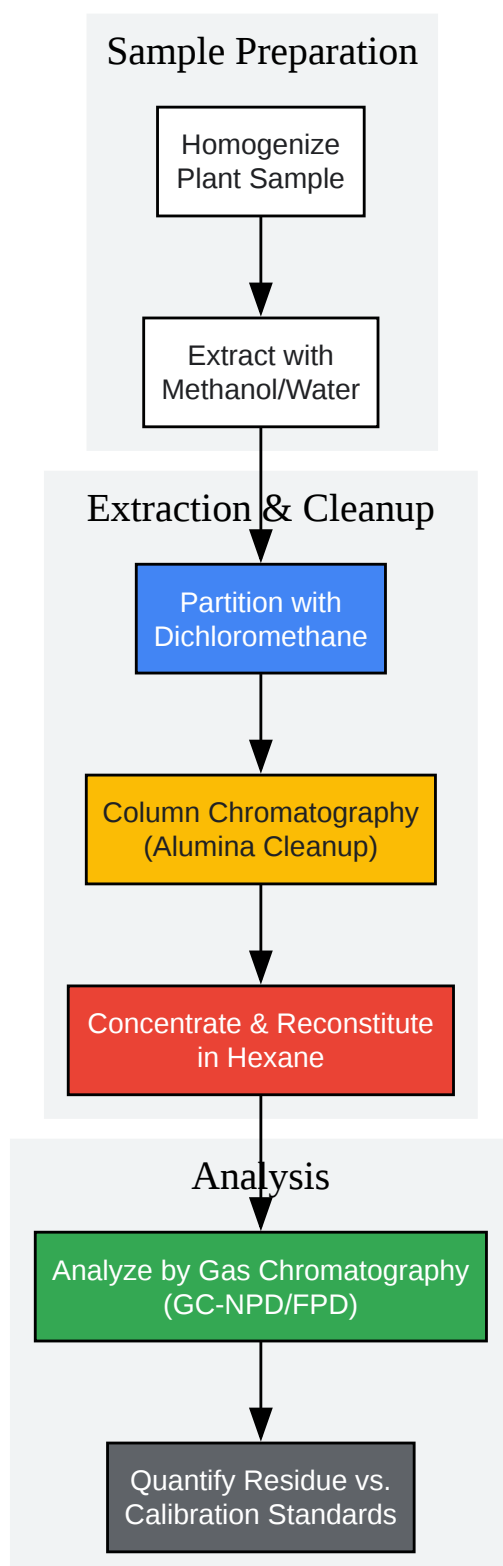 Sample Preparation
Homogenize
Plant Sample
Extract with
Methanol/Water
Extraction & Cleanup
Partition with
Dichloromethane
Column Chromatography
(Alumina Cleanup)
Concentrate & Reconstitute
in Hexane
Analysis
Analyze by Gas Chromatography
(GC-NPD/FPD)
Quantify Residue vs.
Calibration Standards